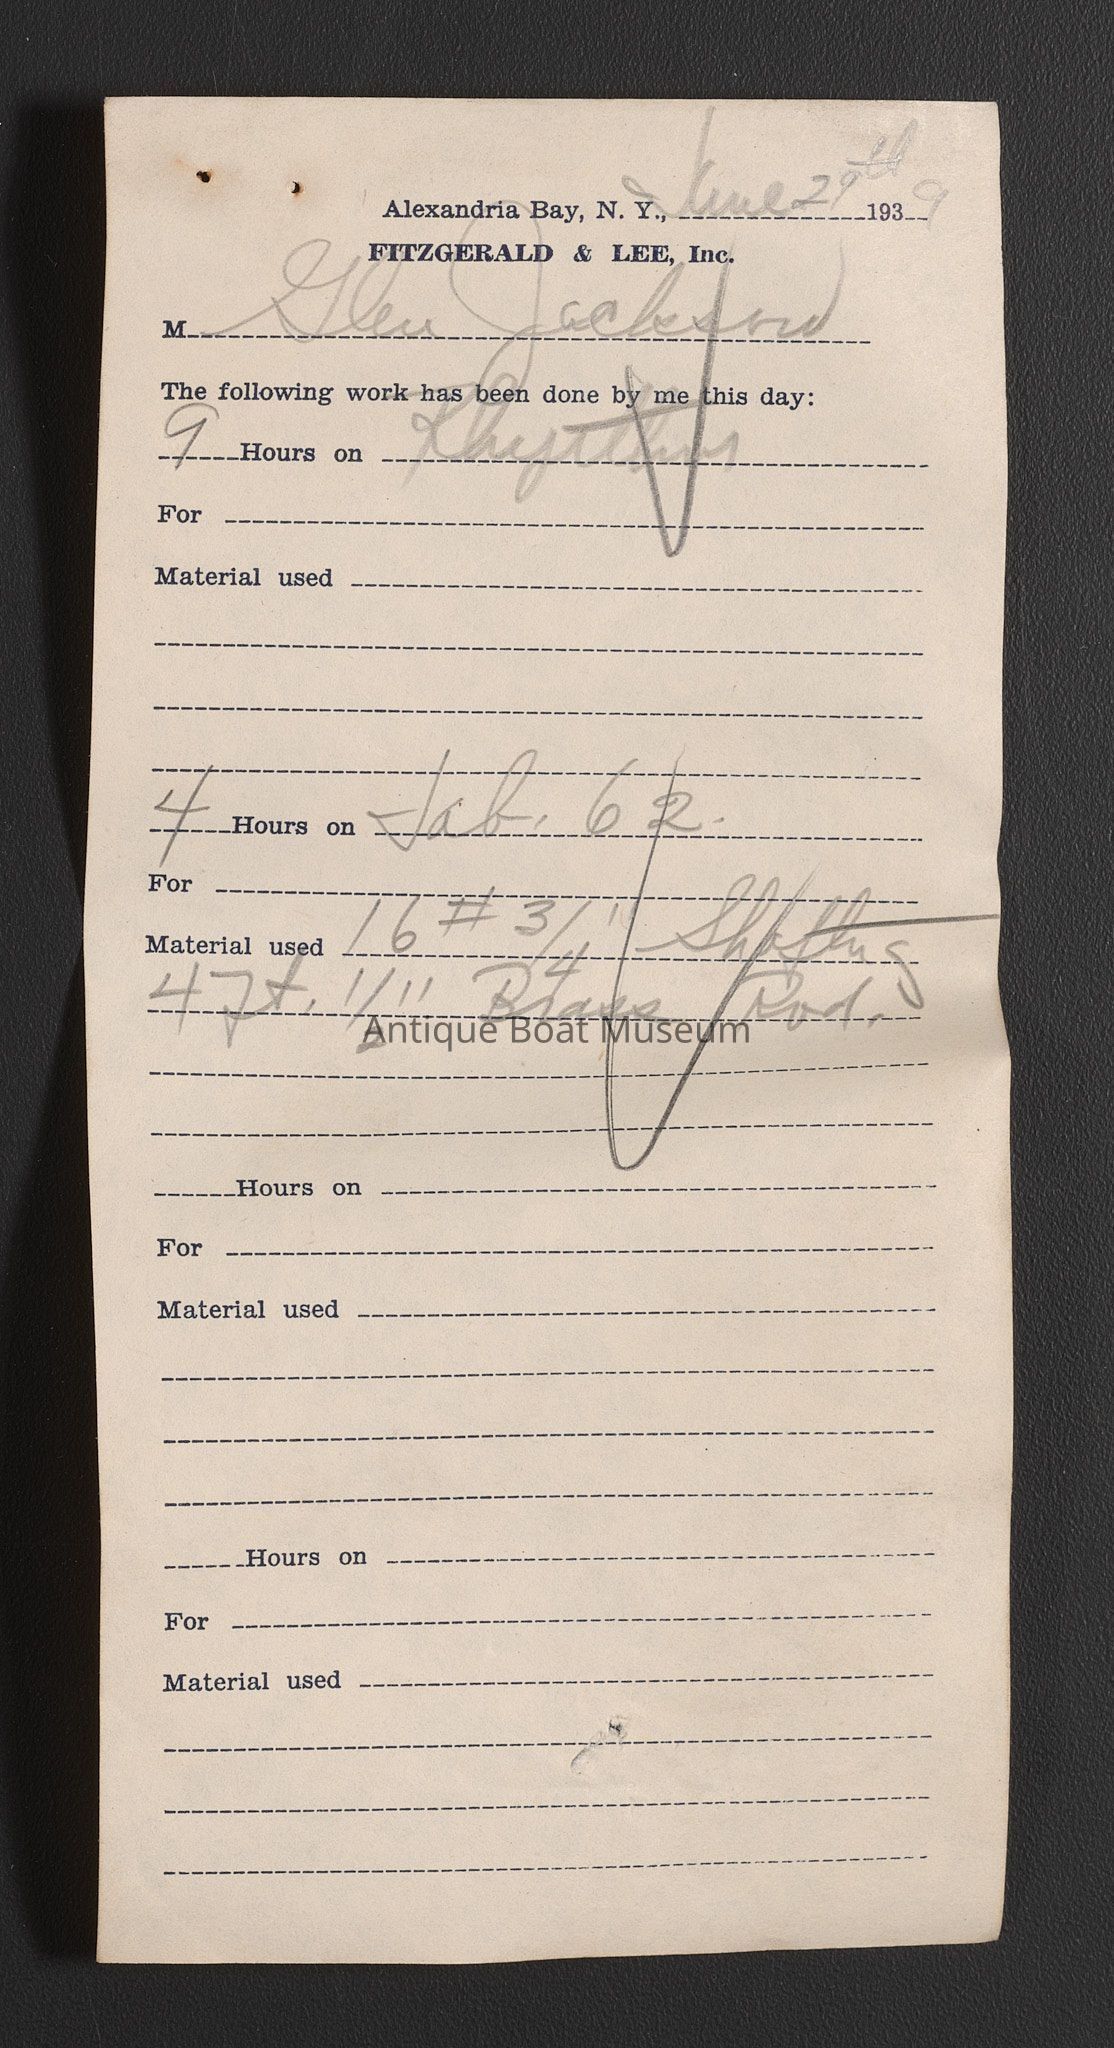 Alexandria Bay, N. Y., June 29th 1939
FITZGERALD & LEE, Inc.
M Glen Jackson
The following work has been done by me this day:
9 Hours on Rhythm
For
Material used
4 Hours on Jab. 62.
For
Material used 16 # 3/4" Shafting
4 Ft. 1/2" Brass Rod.
Antique Boat Museum
Hours on
For
Material used
Hours on
For
Material used